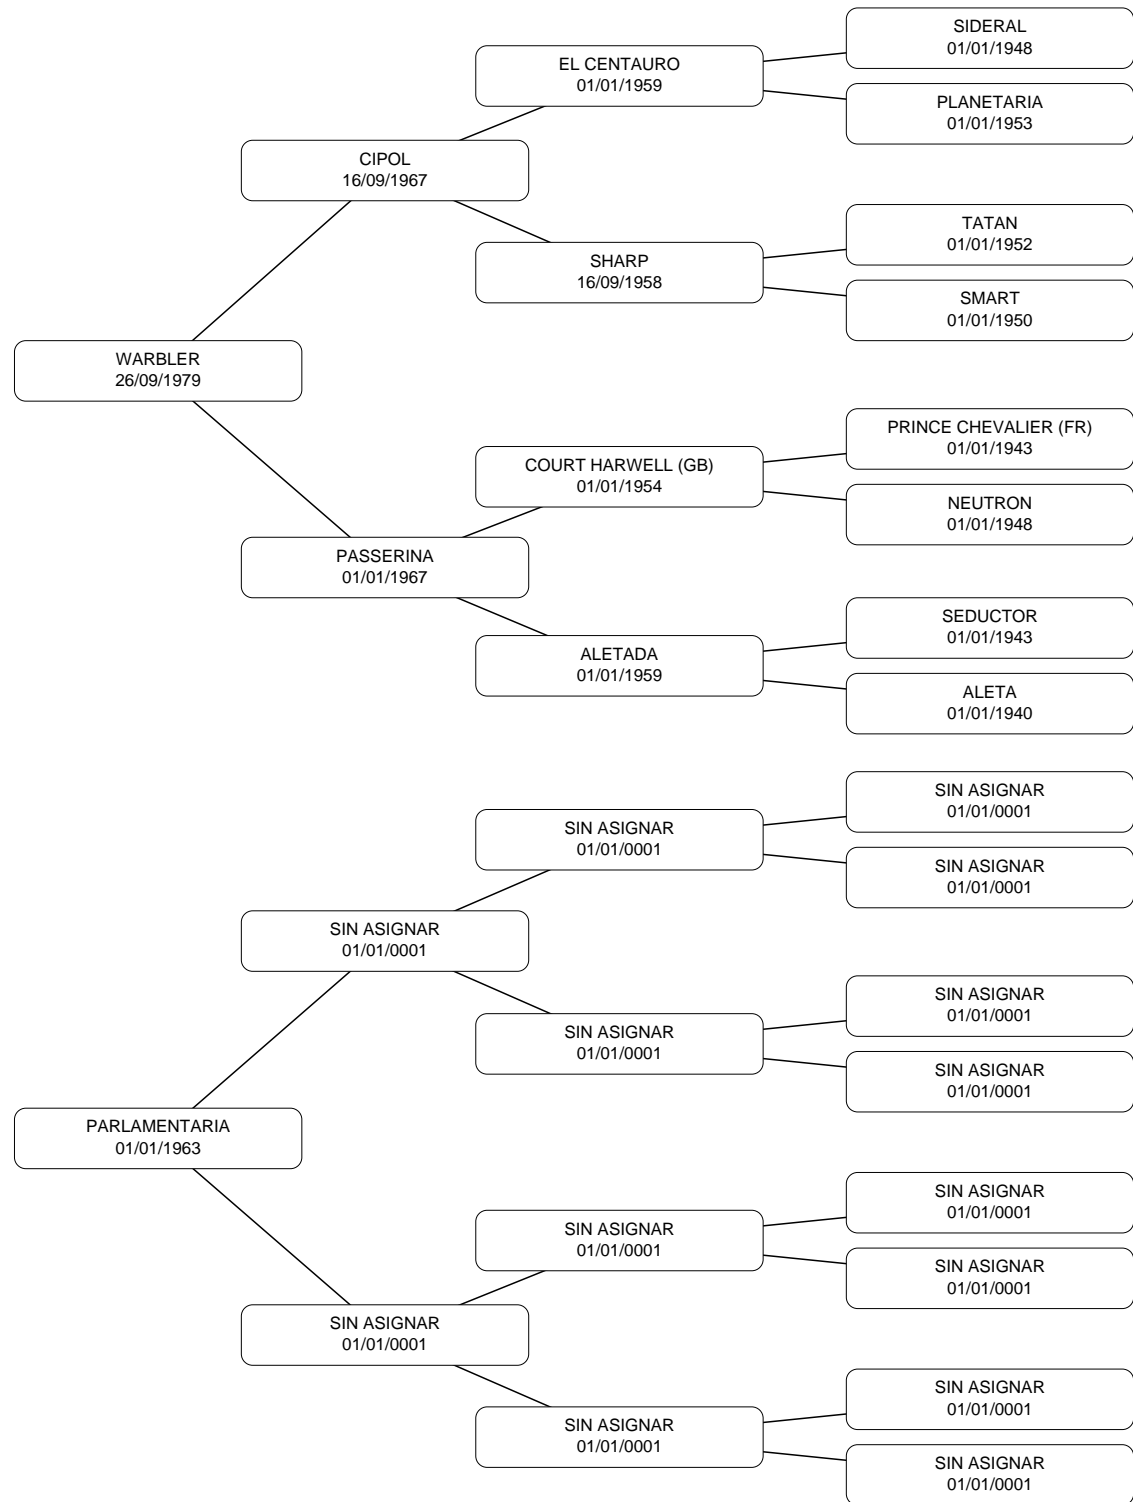 SIDERAL
01/01/1948
EL CENTAURO
01/01/1959
PLANETARIA
01/01/1953
CIPOL
16/09/1967
TATAN
01/01/1952
SHARP
16/09/1958
SMART
01/01/1950
WARBLER
26/09/1979
PRINCE CHEVALIER (FR)
01/01/1943
COURT HARWELL (GB)
01/01/1954
NEUTRON
01/01/1948
PASSERINA
01/01/1967
SEDUCTOR
01/01/1943
ALETADA
01/01/1959
ALETA
01/01/1940
SIN ASIGNAR
01/01/0001
SIN ASIGNAR
01/01/0001
SIN ASIGNAR
01/01/0001
SIN ASIGNAR
01/01/0001
SIN ASIGNAR
01/01/0001
SIN ASIGNAR
01/01/0001
SIN ASIGNAR
01/01/0001
PARLAMENTARIA
01/01/1963
SIN ASIGNAR
01/01/0001
SIN ASIGNAR
01/01/0001
SIN ASIGNAR
01/01/0001
SIN ASIGNAR
01/01/0001
SIN ASIGNAR
01/01/0001
SIN ASIGNAR
01/01/0001
SIN ASIGNAR
01/01/0001